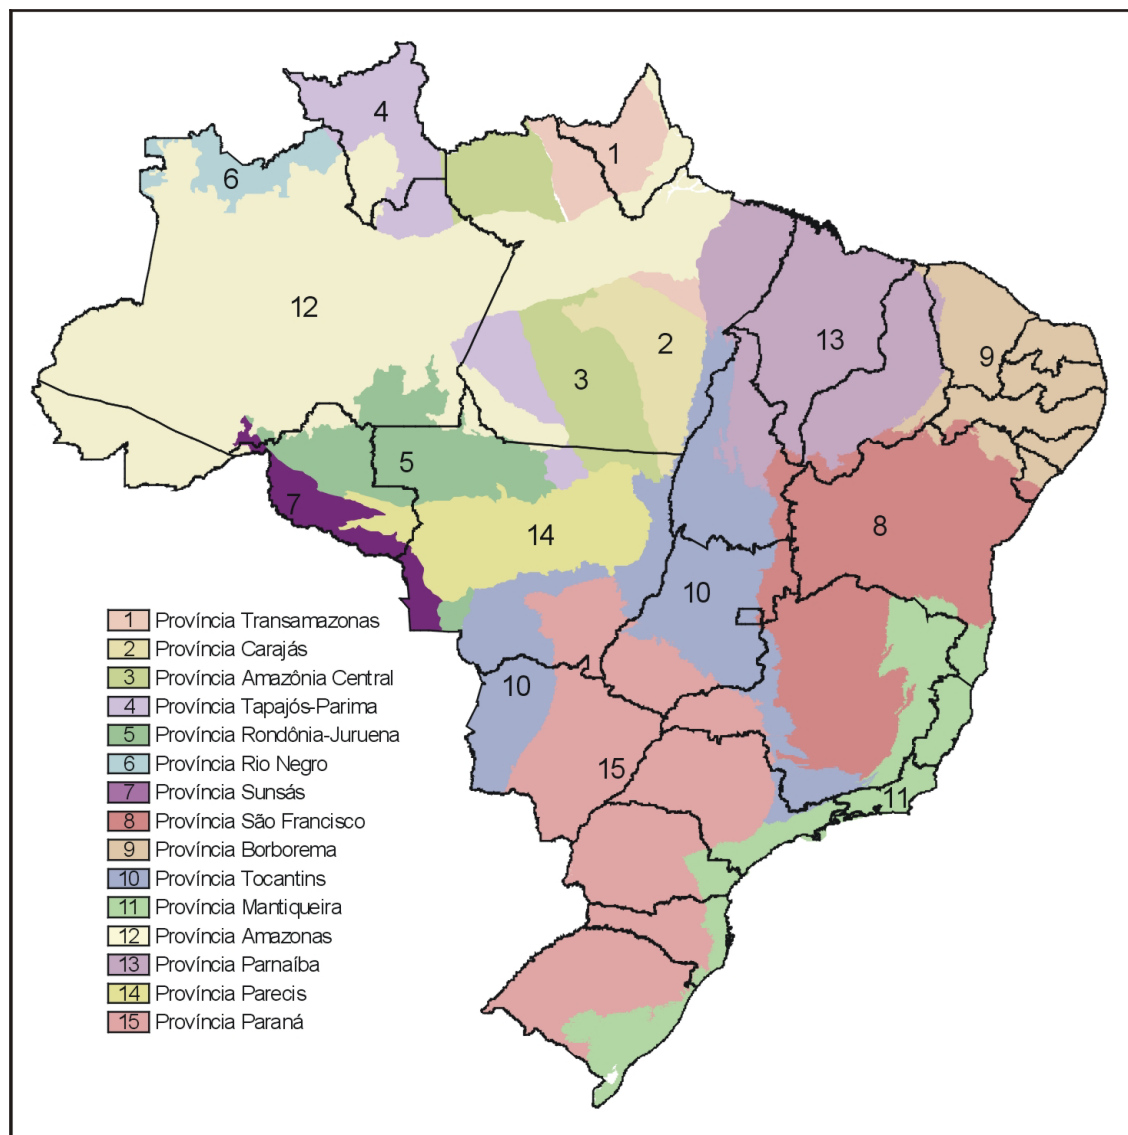 4
1
6
12
13
2
9
3
5
7
8
14
10
10
15
11
1 Província Transamazonas
2 Província Carajás
3 Província Amazônia Central
4 Província Tapajós-Parima
5 Província Rondônia-Juruena
6 Província Rio Negro
7 Província Sunsás
8 Província São Francisco
9 Província Borborema
10 Província Tocantins
11 Província Mantiqueira
12 Província Amazonas
13 Província Parnaíba
14 Província Parecis
15 Província Paraná